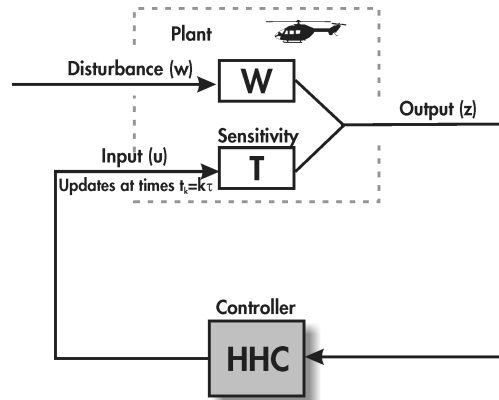 Plant
Disturbance (w)
W
Output (z)
Sensitivity
Input (u)
T
Updates at times tₖ=kτ
Controller
HHC